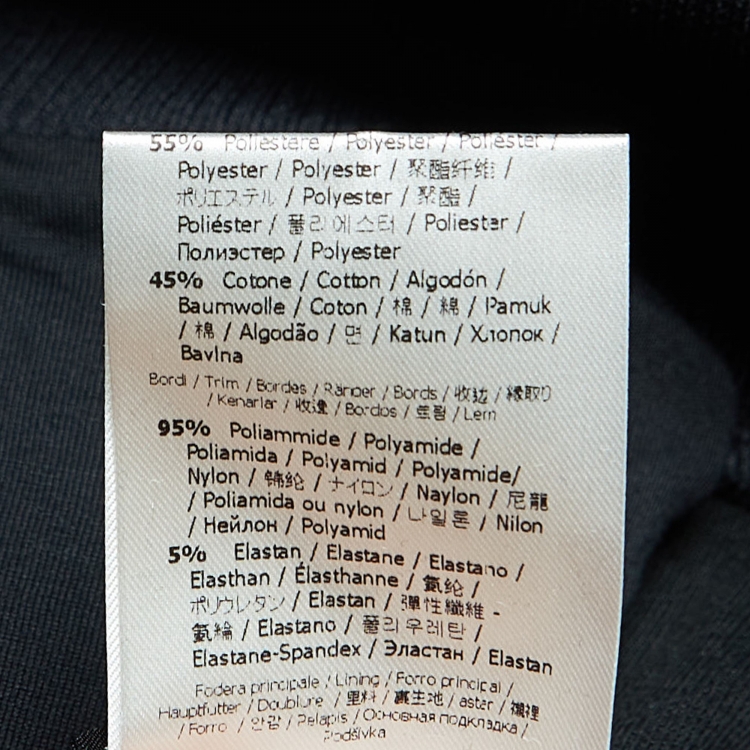 55% Poliestere / Polyester / Poliéster /
Polyester / Polyester / 聚酯纤维 /
ポリエステル / Polyester / 聚酯 /
Poliéster / 폴리에스터 / Poliester /
Полиэстер / Polyester
45% Cotone / Cotton / Algodón /
Baumwolle / Coton / 棉 / 綿 / Pamuk
/ 棉 / Algodão / 면 / Katun / Хлопок /
Bavlna
Bordi / Trim / Bordes / Ränder / Bords / 收边 / 縁取り
/ Kenarlar / 收邊 / Bordos / 트림 / Lem
95% Poliammide / Polyamide /
Poliamida / Polyamid / Polyamide/
Nylon / 锦纶 / ナイロン / Naylon / 尼龍
/ Poliamida ou nylon / 나일론 / Nilon
/ Нейлон / Polyamid
5% Elastan / Elastane / Elastano /
Elasthan / Élasthanne / 氨纶 /
ポリウレタン / Elastan / 彈性纖維 -
氨綸 / Elastano / 폴리우레탄 /
Elastane-Spandex / Эластан / Elastan
Fodera principale / Lining / Forro principal /
Hauptfutter / Doublure / 里料 / 裏生地 / astar / 襯裡
/ Forro / 안감 / Pelapis / Основная подкладка /
Podšívka